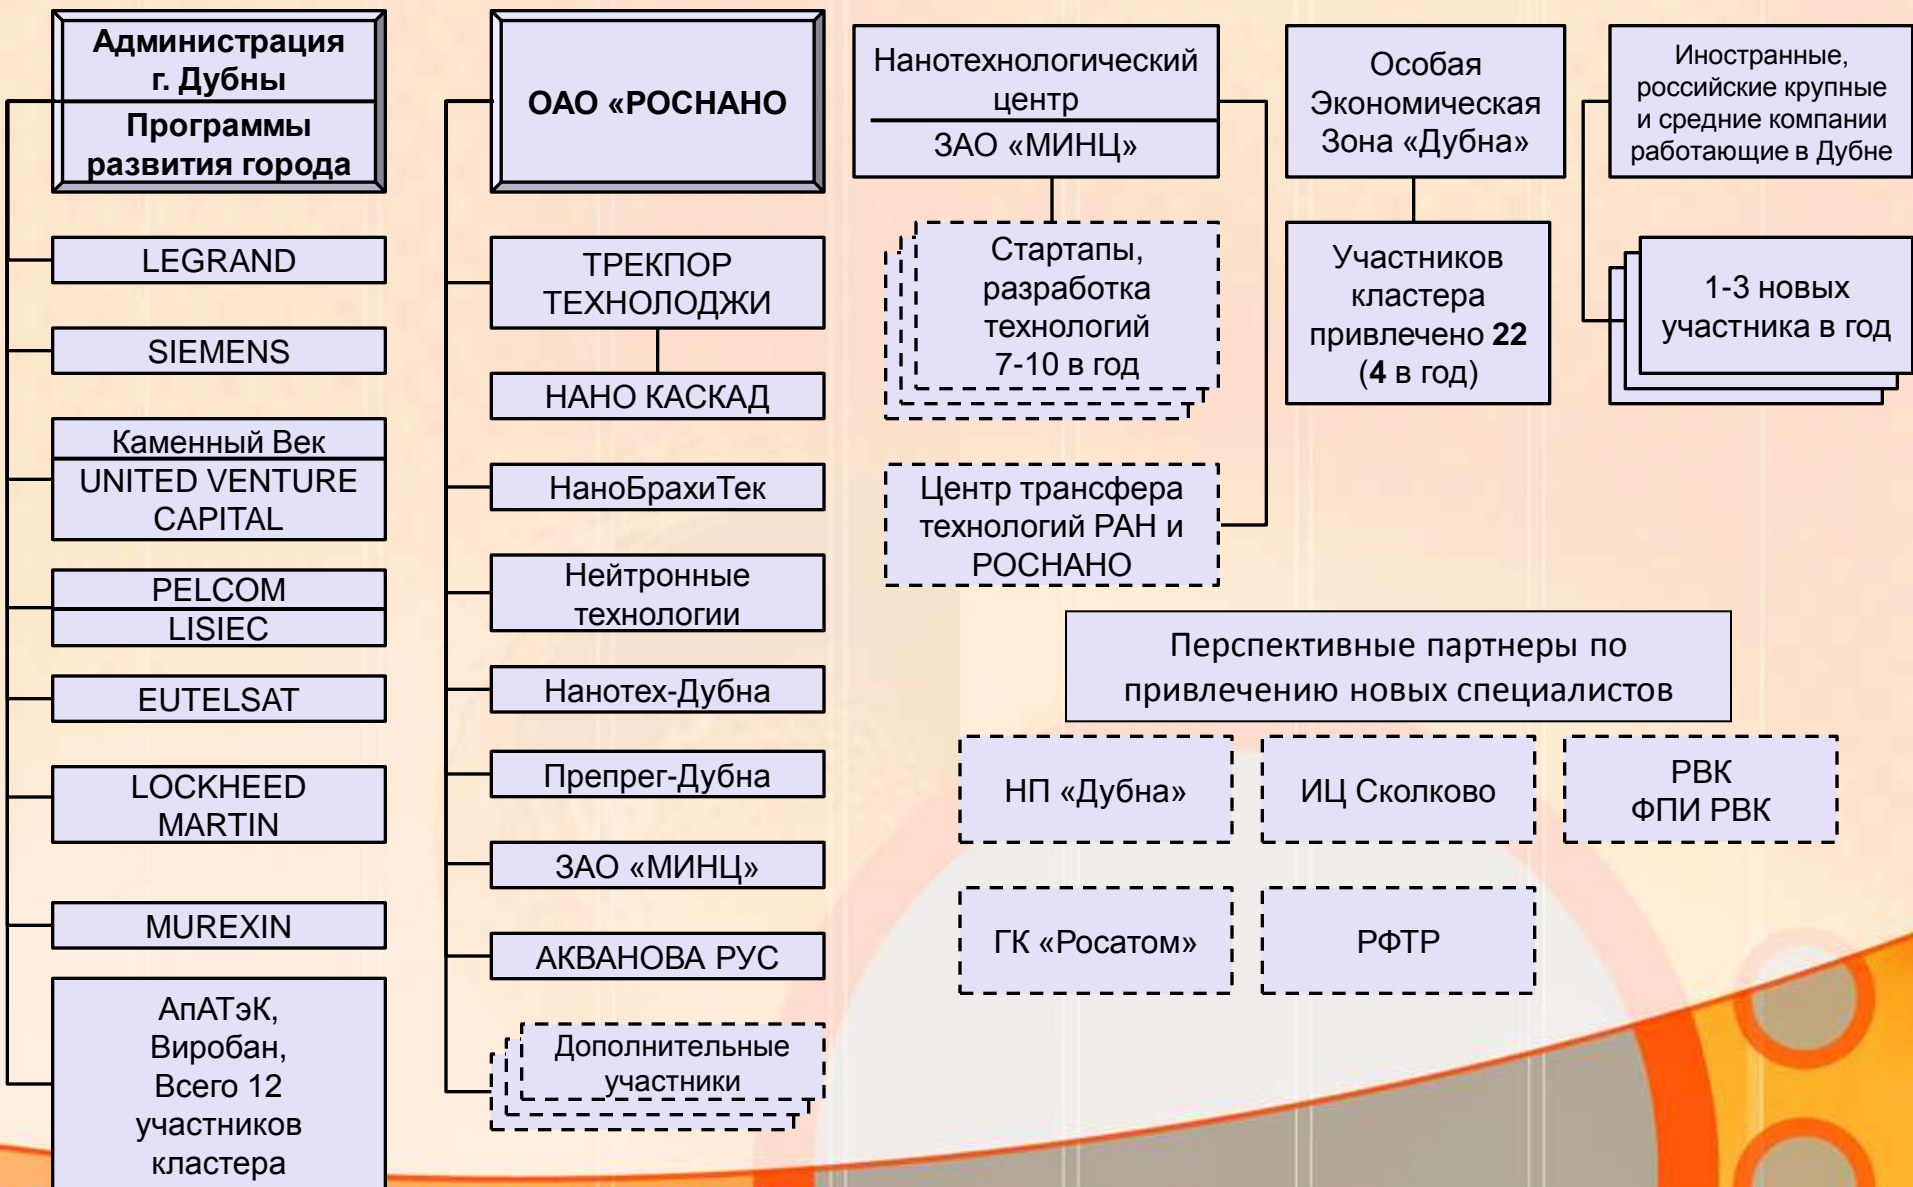 Администрация
г. Дубны
Программы
развития города
LEGRAND
SIEMENS
Каменный Век
UNITED VENTURE
CAPITAL
PELCOM
LISIEC
EUTELSAT
LOCKHEED
MARTIN
MUREXIN
АпАТэК,
Виробан,
Всего 12
участников
кластера
ОАО «РОСНАНО
ТРЕКПОР
ТЕХНОЛОДЖИ
НАНО КАСКАД
НаноБрахиТек
Нейтронные
технологии
Нанотех-Дубна
Препрег-Дубна
ЗАО «МИНЦ»
АКВАНОВА РУС
Дополнительные
участники
Нанотехнологический
центр
ЗАО «МИНЦ»
Стартапы,
разработка
технологий
7-10 в год
Центр трансфера
технологий РАН и
РОСНАНО
Особая
Экономическая
Зона «Дубна»
Участников
кластера
привлечено 22
(4 в год)
Иностранные,
российские крупные
и средние компании
работающие в Дубне
1-3 новых
участника в год
Перспективные партнеры по
привлечению новых специалистов
НП «Дубна»
ИЦ Сколково
РВК
ФПИ РВК
ГК «Росатом»
РФТР